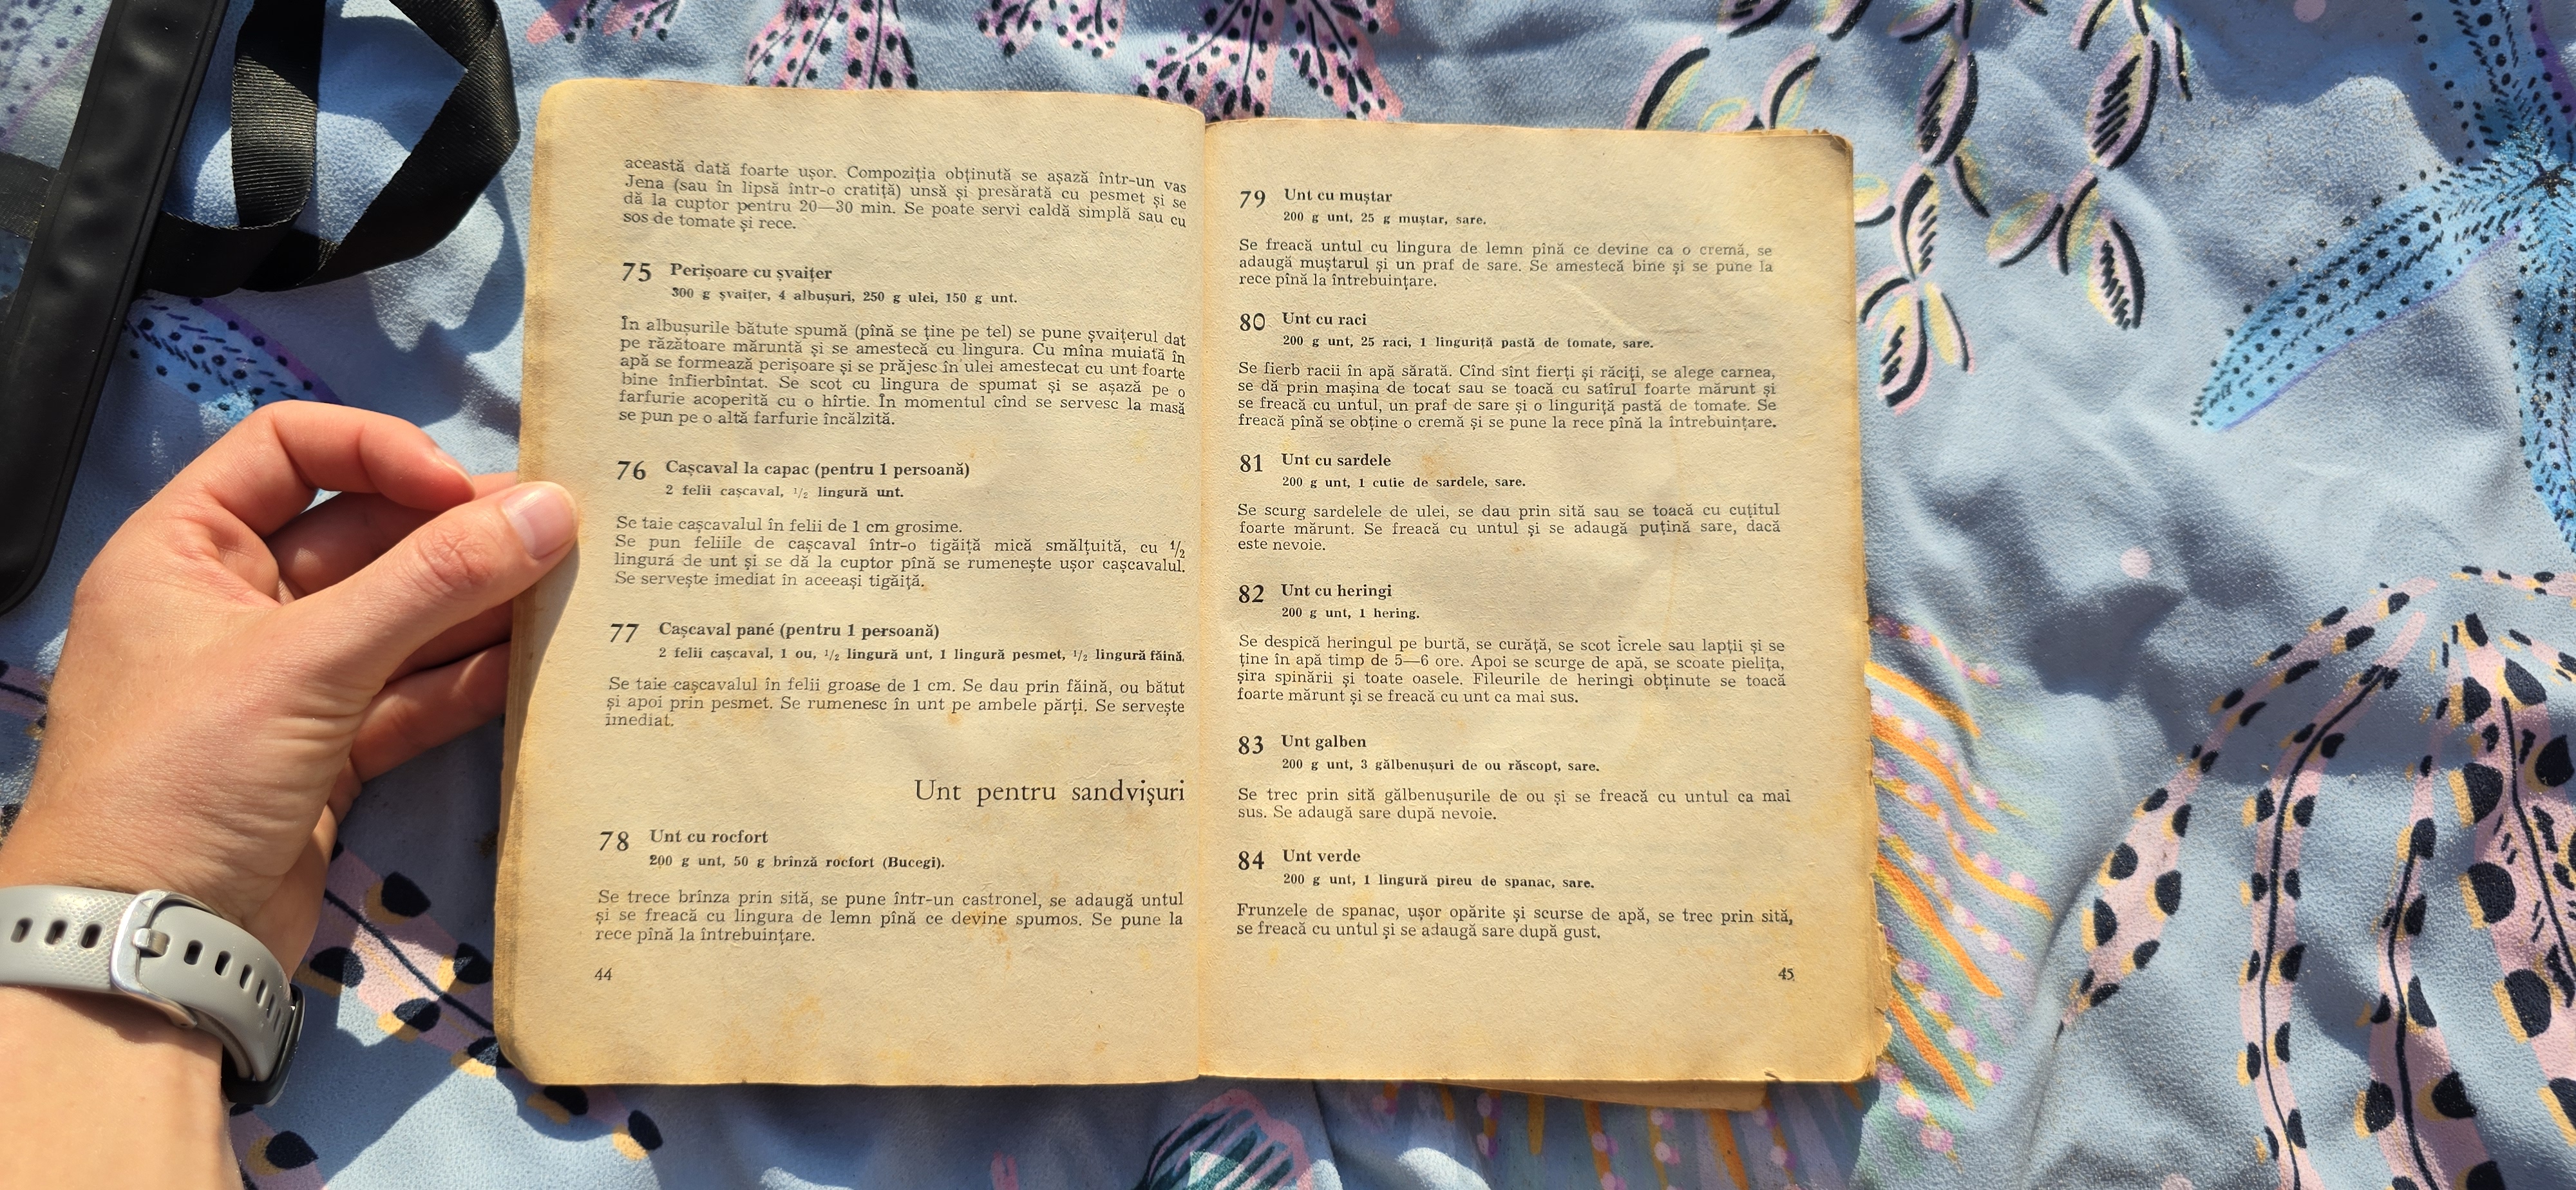 această dată foarte ușor. Compoziția obținută se așază într-un vas
Jena (sau în lipsă într-o cratiță) unsă și presărată cu pesmet și se
dă la cuptor pentru 20—30 min. Se poate servi caldă simplă sau cu
sos de tomate și rece.
75 Perișoare cu șvaițer
300 g șvaițer, 4 albușuri, 250 g ulei, 150 g unt.
În albușurile bătute spumă (pînă se ține pe tel) se pune șvaițerul dat
pe răzătoare măruntă și se amestecă cu lingura. Cu mîna muiată în
apă se formează perișoare și se prăjesc în ulei amestecat cu unt foarte
bine înfierbîntat. Se scot cu lingura de spumat și se așază pe o
farfurie acoperită cu o hîrtie. În momentul cînd se servesc la masă
se pun pe o altă farfurie încălzită.
76 Cașcaval la capac (pentru 1 persoană)
2 felii cașcaval, 1/2 lingură unt.
Se taie cașcavalul în felii de 1 cm grosime.
Se pun feliile de cașcaval într-o tigăiță mică smălțuită, cu 1/2
lingură de unt și se dă la cuptor pînă se rumenește ușor cașcavalul.
Se servește imediat în aceeași tigăiță.
77 Cașcaval pané (pentru 1 persoană)
2 felii cașcaval, 1 ou, 1/2 lingură unt, 1 lingură pesmet, 1/2 lingură făină.
Se taie cașcavalul în felii groase de 1 cm. Se dau prin făină, ou bătut
și apoi prin pesmet. Se rumenesc în unt pe ambele părți. Se servește
imediat.
Unt pentru sandvișuri
78 Unt cu rocfort
200 g unt, 50 g brînză rocfort (Bucegi).
Se trece brînza prin sită, se pune într-un castronel, se adaugă untul
și se freacă cu lingura de lemn pînă ce devine spumos. Se pune la
rece pînă la întrebuințare.
44
79 Unt cu muștar
200 g unt, 25 g muștar, sare.
Se freacă untul cu lingura de lemn pînă ce devine ca o cremă, se
adaugă muștarul și un praf de sare. Se amestecă bine și se pune la
rece pînă la întrebuințare.
80 Unt cu raci
200 g unt, 25 raci, 1 linguriță pastă de tomate, sare.
Se fierb racii în apă sărată. Cînd sînt fierți și răciți, se alege carnea,
se dă prin mașina de tocat sau se toacă cu satîrul foarte mărunt și
se freacă cu untul, un praf de sare și o linguriță pastă de tomate. Se
freacă pînă se obține o cremă și se pune la rece pînă la întrebuințare.
81 Unt cu sardele
200 g unt, 1 cutie de sardele, sare.
Se scurg sardelele de ulei, se dau prin sită sau se toacă cu cuțitul
foarte mărunt. Se freacă cu untul și se adaugă puțină sare, dacă
este nevoie.
82 Unt cu heringi
200 g unt, 1 hering.
Se despică heringul pe burtă, se curăță, se scot icrele sau lapții și se
ține în apă timp de 5—6 ore. Apoi se scurge de apă, se scoate pielița,
șira spinării și toate oasele. Fileurile de heringi obținute se toacă
foarte mărunt și se freacă cu unt ca mai sus.
83 Unt galben
200 g unt, 3 gălbenușuri de ou răscopt, sare.
Se trec prin sită gălbenușurile de ou și se freacă cu untul ca mai
sus. Se adaugă sare după nevoie.
84 Unt verde
200 g unt, 1 lingură pireu de spanac, sare.
Frunzele de spanac, ușor opărite și scurse de apă, se trec prin sită,
se freacă cu untul și se adaugă sare după gust.
45